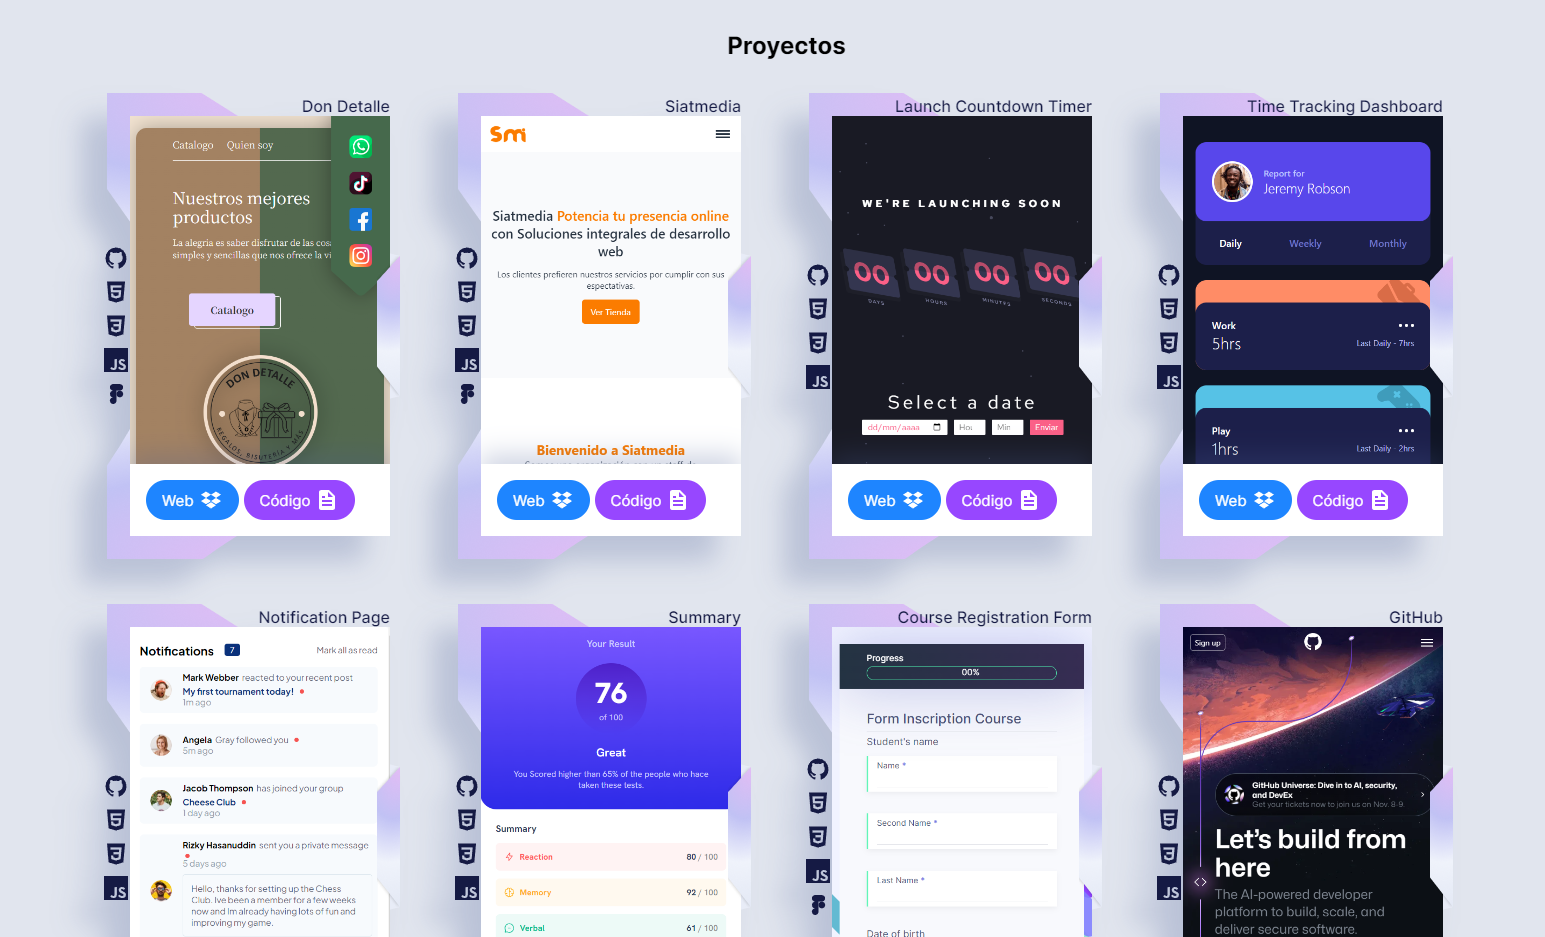 Proyectos
Don Detalle
Catalogo Quien soy
Nuestros mejores
productos
La alegría es saber disfrutar de las
simples y sencillas que nos ofrece la
Catalogo
DON DETALLE
REGALOS, BISUTERIA Y MAS
JS
Web
Código
Siatmedia
Sm
Siatmedia Potencia tu presencia online
con Soluciones integrales de desarrollo
web
Los clientes prefieren nuestros servicios por cumplir con sus
espectativas.
Ver Tienda
Bienvenido a Siatmedia
JS
Web
Código
Launch Countdown Timer
WE'RE LAUNCHING SOON
00 00 00 00
DAYS HOURS MINUTES SECONDS
Select a date
dd/mm/aaaa Min Enviar
JS
Web
Código
Time Tracking Dashboard
Report for
Jeremy Robson
Daily Weekly Monthly
Work
5hrs Last Daily - 7hrs
Play
1hrs Last Daily - 2hrs
JS
Web
Código
Notification Page
Notifications 7 Mark all as read
Mark Webber reacted to your recent post
My first tournament today!
1m ago
Angela Gray followed you
5m ago
Jacob Thompson has joined your group
Cheese Club
1 day ago
Rizky Hasanuddin sent you a private message
5 days ago
Hello, thanks for setting up the Chess
Club. Ive been a member for a few weeks
now and Im already having lots of fun and
improving my game.
JS
Summary
Your Result
76
of 100
Great
You Scored higher than 65% of the people who hace
taken these tests.
Summary
Reaction 80 / 100
Memory 92 / 100
Verbal 61 / 100
JS
Course Registration Form
Progress
00%
Form Inscription Course
Student's name
Name *
Second Name *
Last Name *
Date of birth
JS
GitHub
Sign up
GitHub Universe: Dive in to AI, security,
and DevEx
Get your tickets now to join us on Nov. 8-9
Let's build from
here
The AI-powered developer
platform to build, scale, and
deliver secure software.
JS